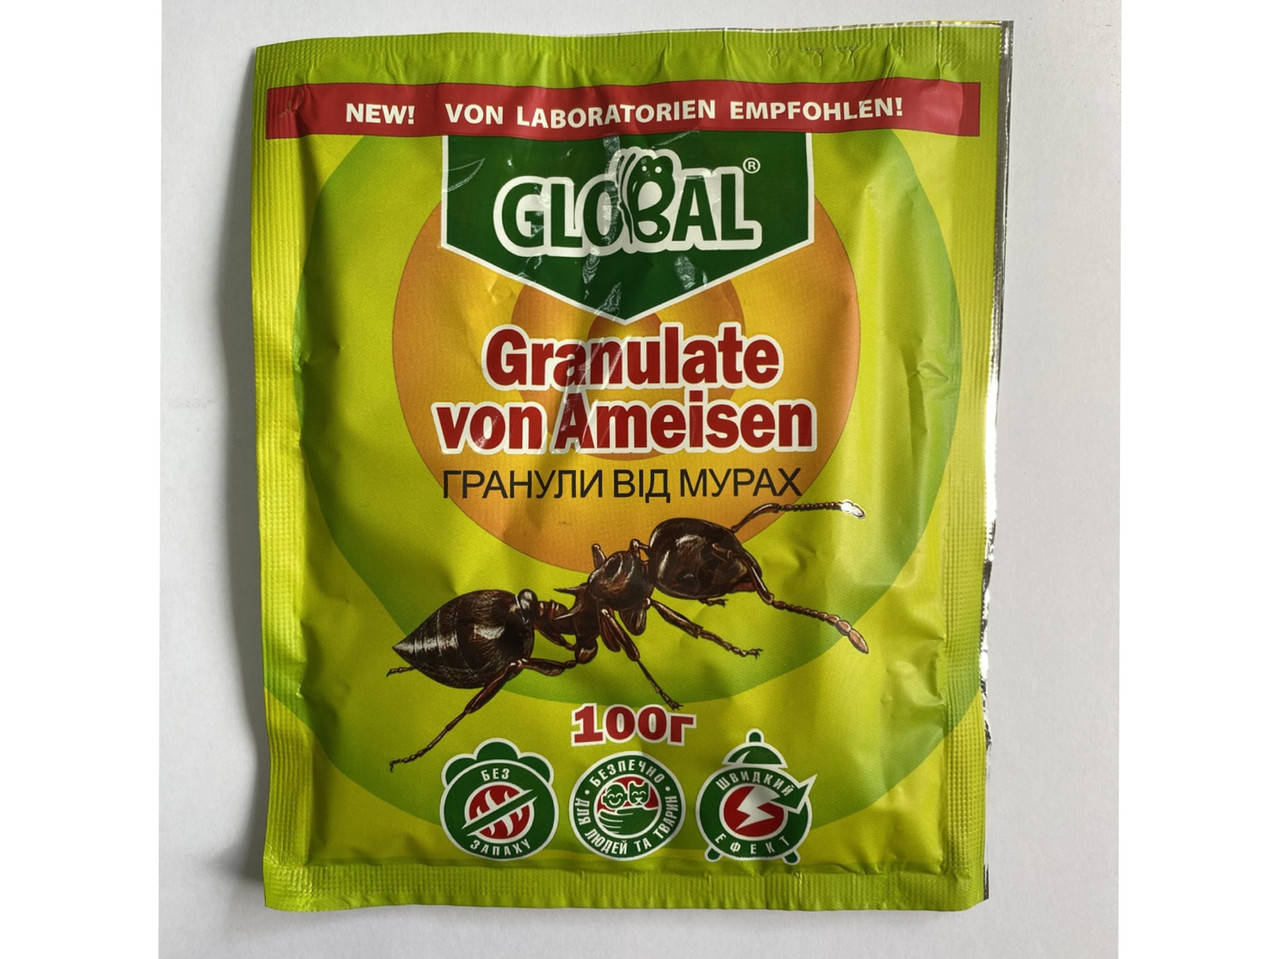 NEW! VON LABORATORIEN EMPFOHLEN!
GLOBAL®
Granulate
von Ameisen
ГРАНУЛИ ВІД МУРАХ
100г
БЕЗ ЗАПАХУ
БЕЗПЕЧНО • ДЛЯ ЛЮДЕЙ ТА ТВАРИН •
ШВИДКИЙ ЕФЕКТ